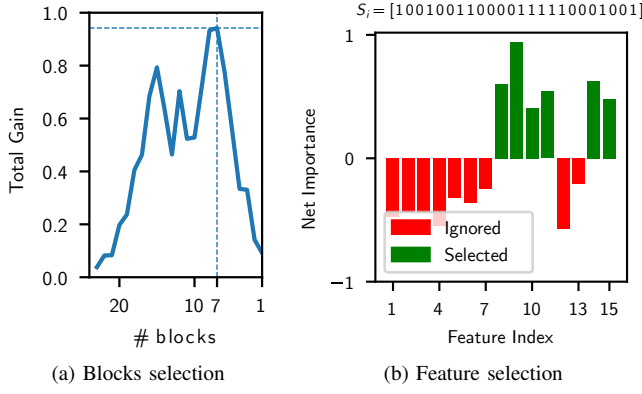 S_i = [1001001100001111110001001]
1.0
0.8
0.6
0.4
0.2
0.0
Total Gain
20
10
7
1
# blocks
(a) Blocks selection
1
0
−1
Net Importance
Ignored
Selected
1
4
7
10
13
15
Feature Index
(b) Feature selection